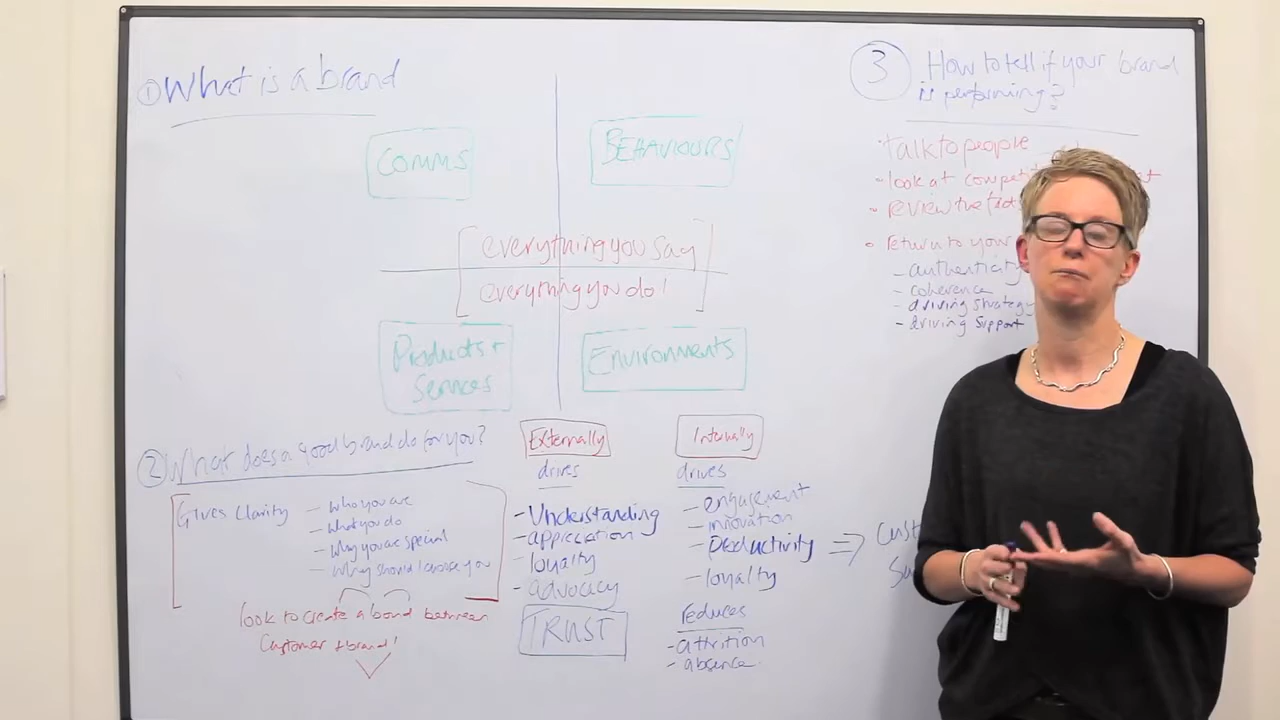 ① What is a brand
COMMS
BEHAVIOURS
everything you say
everything you do!
Products +
Services
ENVIRONMENTS
② What does a good brand do for you?
Gives Clarity
- who you are
- what you do
- why you are special
- why should I choose you
look to create a bond between
Customer + brand!
Externally
drives
- Understanding
- appreciation
- loyalty
- advocacy
TRUST
Internally
drives
- engagement
- innovation
- Productivity
- loyalty
reduces
- attrition
- absence
3 How to tell if your brand
is performing?
• talk to people
• look at
• review the facts
• Return to your
- authenticity
- coherence
- driving strategy
- driving support